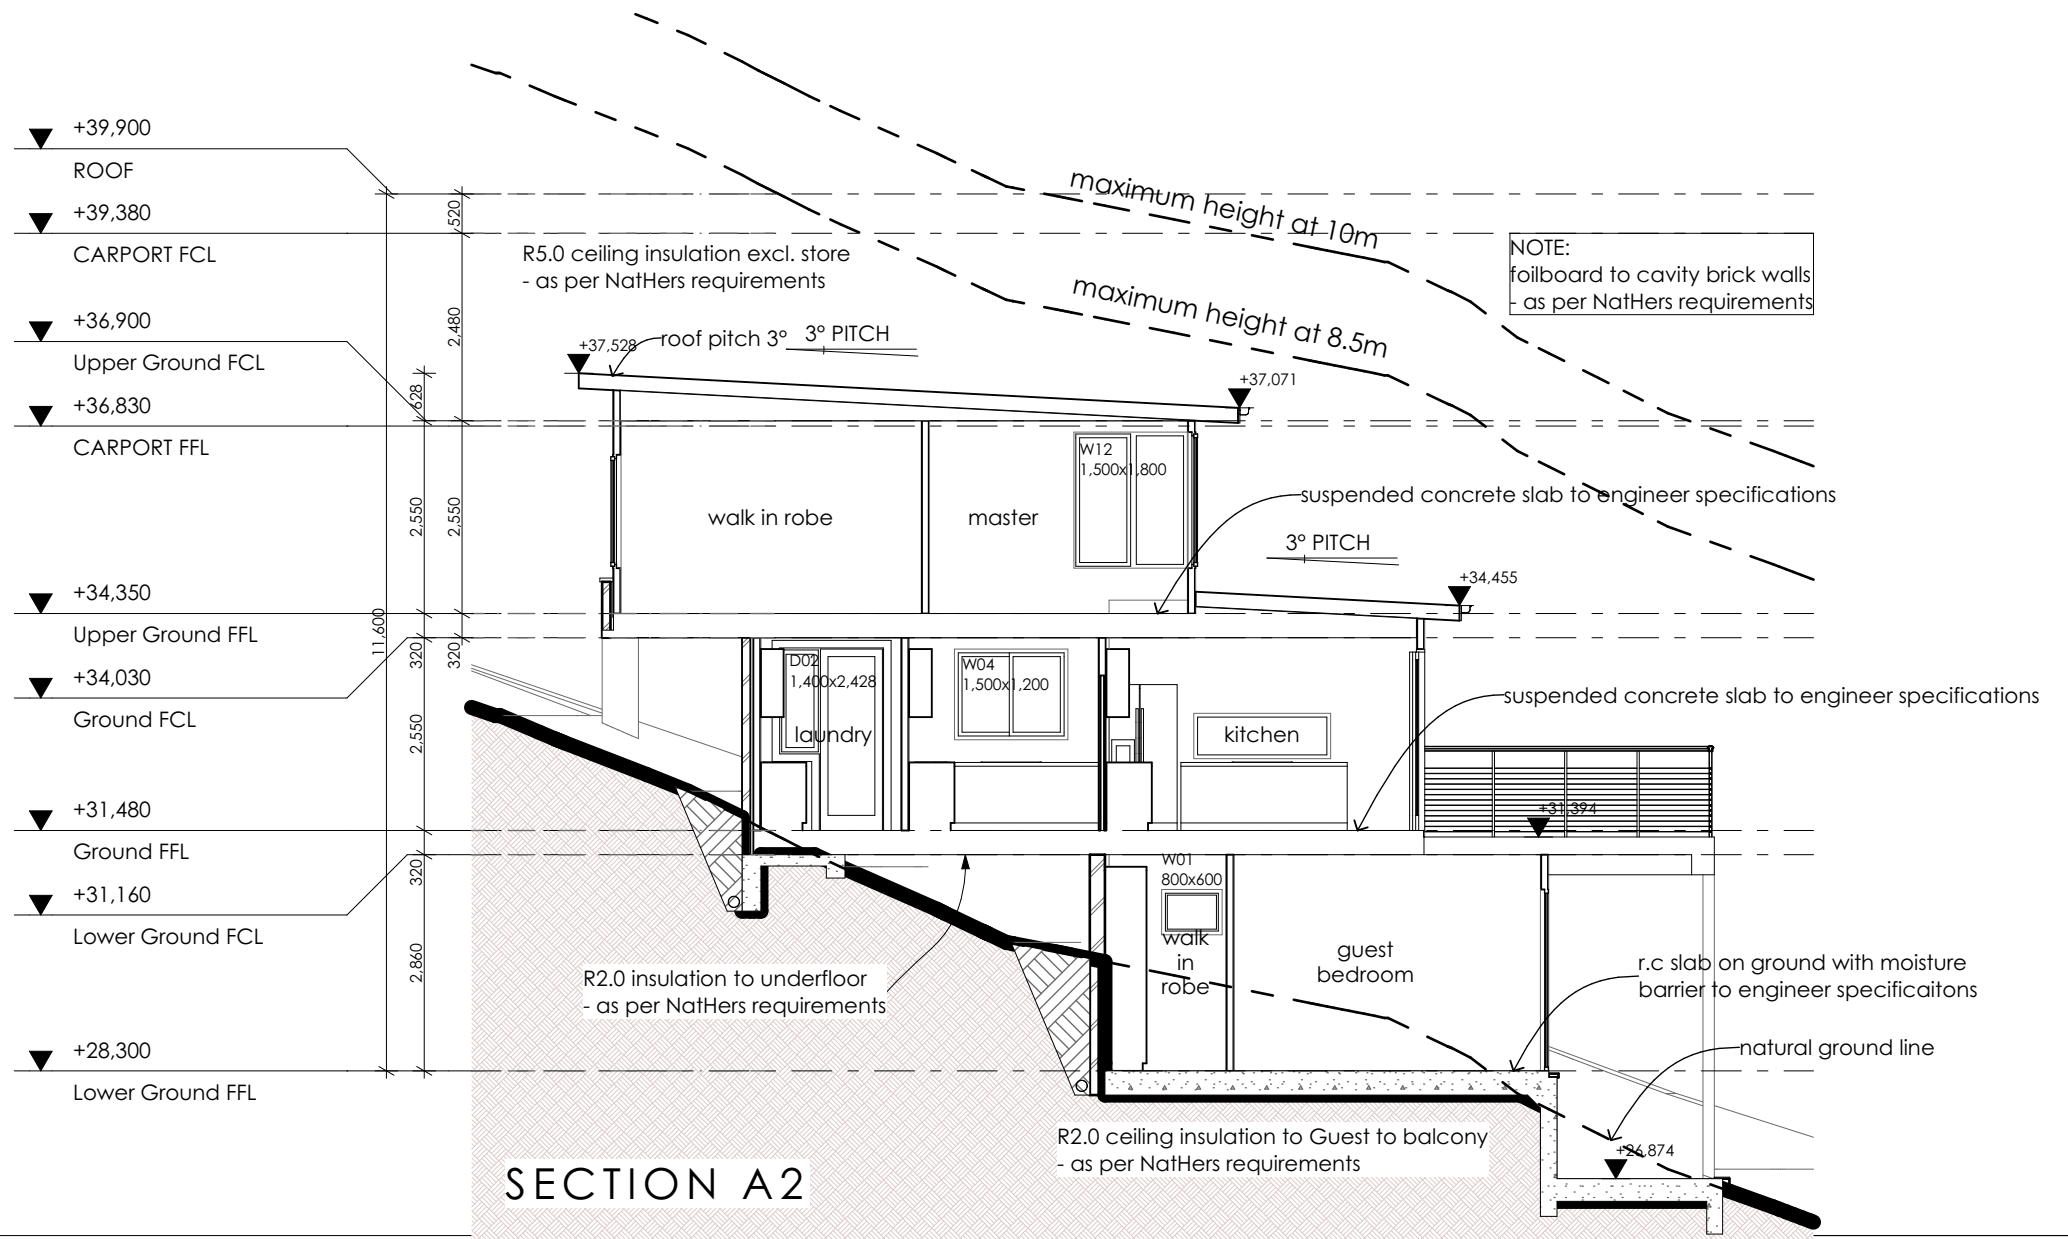 +39,900
ROOF
+39,380
CARPORT FCL
+36,900
Upper Ground FCL
+36,830
CARPORT FFL
+34,350
Upper Ground FFL
+34,030
Ground FCL
+31,480
Ground FFL
+31,160
Lower Ground FCL
+28,300
Lower Ground FFL
11,600
628
2,550
320
2,550
320
2,860
520
2,480
2,550
320
maximum height at 10m
maximum height at 8.5m
R5.0 ceiling insulation excl. store
- as per NatHers requirements
NOTE:
foilboard to cavity brick walls
- as per NatHers requirements
+37,528
roof pitch 3°
3° PITCH
+37,071
W12
1,500x1,800
walk in robe
master
suspended concrete slab to engineer specifications
3° PITCH
+34,455
D02
1,400x2,428
laundry
W04
1,500x1,200
kitchen
suspended concrete slab to engineer specifications
+31,394
W01
800x600
walk
in
robe
guest
bedroom
R2.0 insulation to underfloor
- as per NatHers requirements
r.c slab on ground with moisture
barrier to engineer specificaitons
natural ground line
R2.0 ceiling insulation to Guest to balcony
- as per NatHers requirements
+26,874
SECTION A2